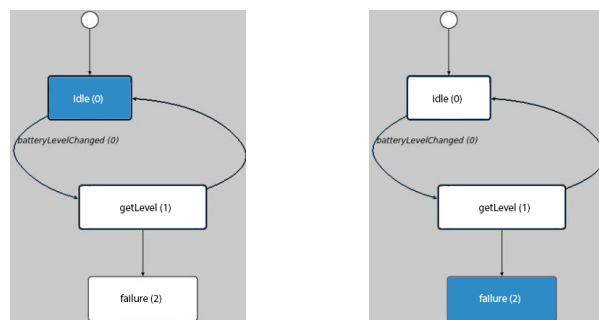 Idle (0)
batteryLevelChanged (0)
getLevel (1)
failure (2)
Idle (0)
batteryLevelChanged (0)
getLevel (1)
failure (2)